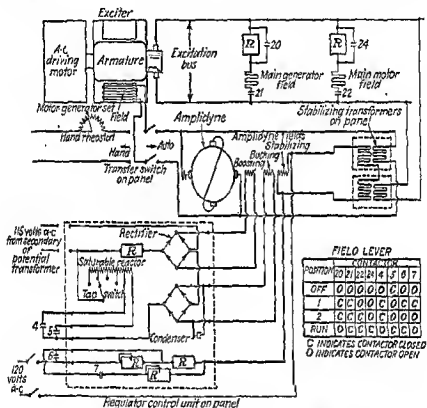 Exciter
A-C
driving
motor
Armature
Excitation
bus
R
20
R
24
Main generator
field
21
Main motor
field
22
Motor generator set
field
Stabilizing transformers
on panel
Hand rheostat
Amplidyne
Amplidyne fields
Stabilizing
Bucking
Boosting
Hand
Auto
Transfer switch
on panel
115 volts a-c
from secondary
of
potential
transformer
Rectifier
R
Saturable reactor
Tap switch
4
5
Condenser
6
7
R
R
R
120
volts
a-c
Regulator control unit on panel
FIELD LEVER
POSITION CONTACTOR
20 21 22 24 4 5 6 7
OFF
1
2
RUN
C INDICATES CONTACTOR CLOSED
O INDICATES CONTACTOR OPEN